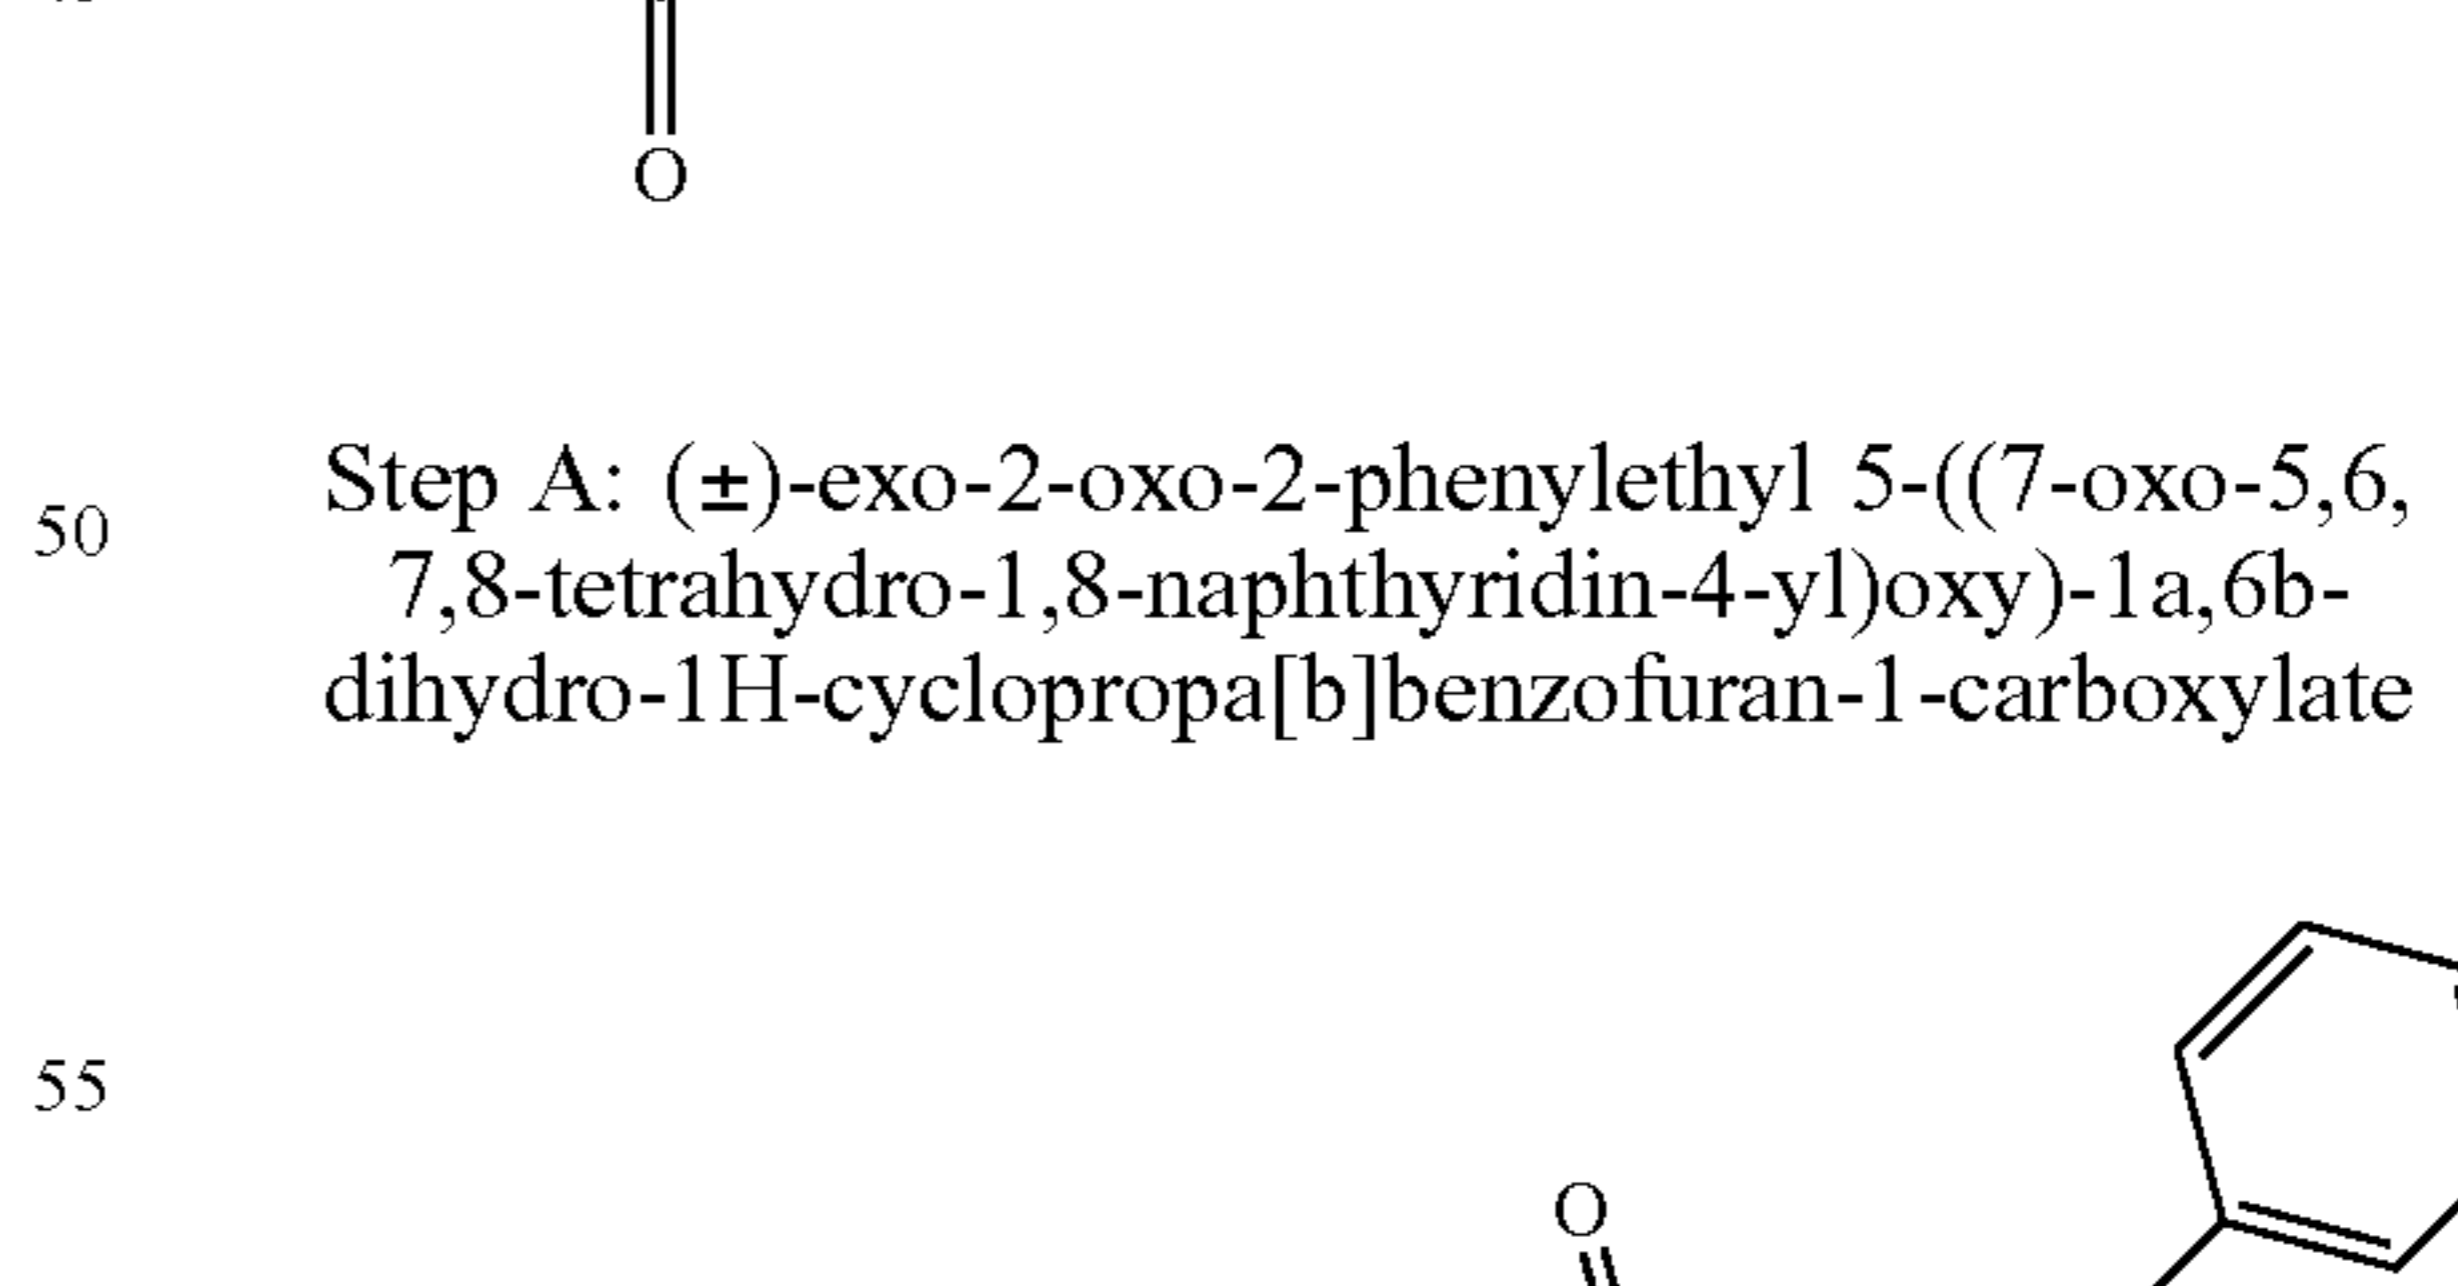 O
Step A: (±)-exo-2-oxo-2-phenylethyl 5-((7-oxo-5,6,
50
7,8-tetrahydro-1,8-naphthyridin-4-yl)oxy)-1a,6b-
dihydro-1H-cyclopropa[b]benzofuran-1-carboxylate
55
O